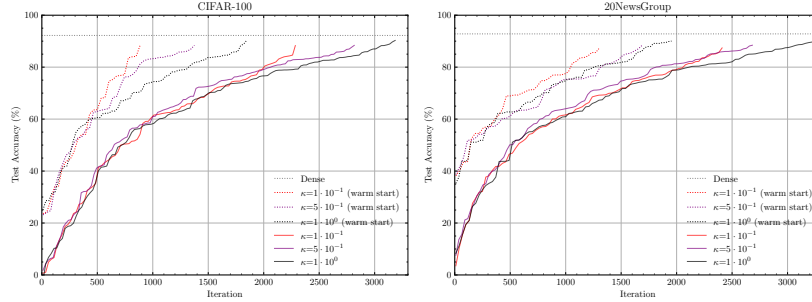 CIFAR-100
100
80
60
40
20
0
Test Accuracy (%)
0 500 1000 1500 2000 2500 3000
Iteration
Dense
κ=1 · 10⁻¹ (warm start)
κ=5 · 10⁻¹ (warm start)
κ=1 · 10⁰ (warm start)
κ=1 · 10⁻¹
κ=5 · 10⁻¹
κ=1 · 10⁰
20NewsGroup
100
80
60
40
20
0
Test Accuracy (%)
0 500 1000 1500 2000 2500 3000
Iteration
Dense
κ=1 · 10⁻¹ (warm start)
κ=5 · 10⁻¹ (warm start)
κ=1 · 10⁰ (warm start)
κ=1 · 10⁻¹
κ=5 · 10⁻¹
κ=1 · 10⁰